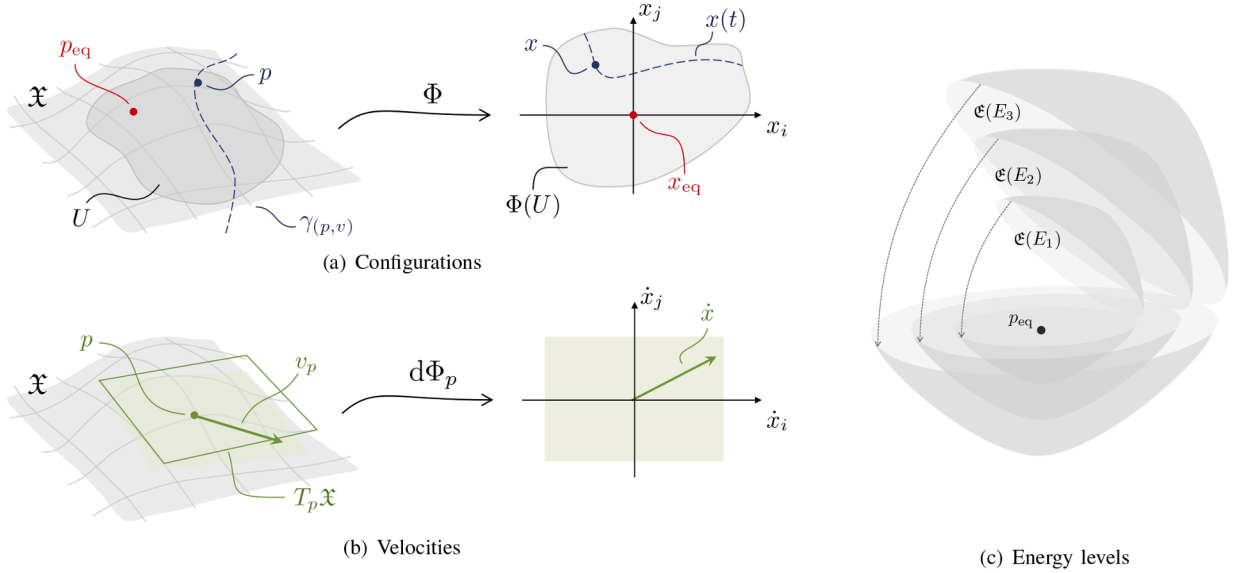 p_eq
p
𝔛
U
γ_(p,v)
Φ
x_j
x
x(t)
x_i
x_eq
Φ(U)
(a) Configurations
p
𝔛
v_p
T_p𝔛
dΦ_p
ẋ_j
ẋ
ẋ_i
(b) Velocities
𝕰(E_3)
𝕰(E_2)
𝕰(E_1)
p_eq
(c) Energy levels